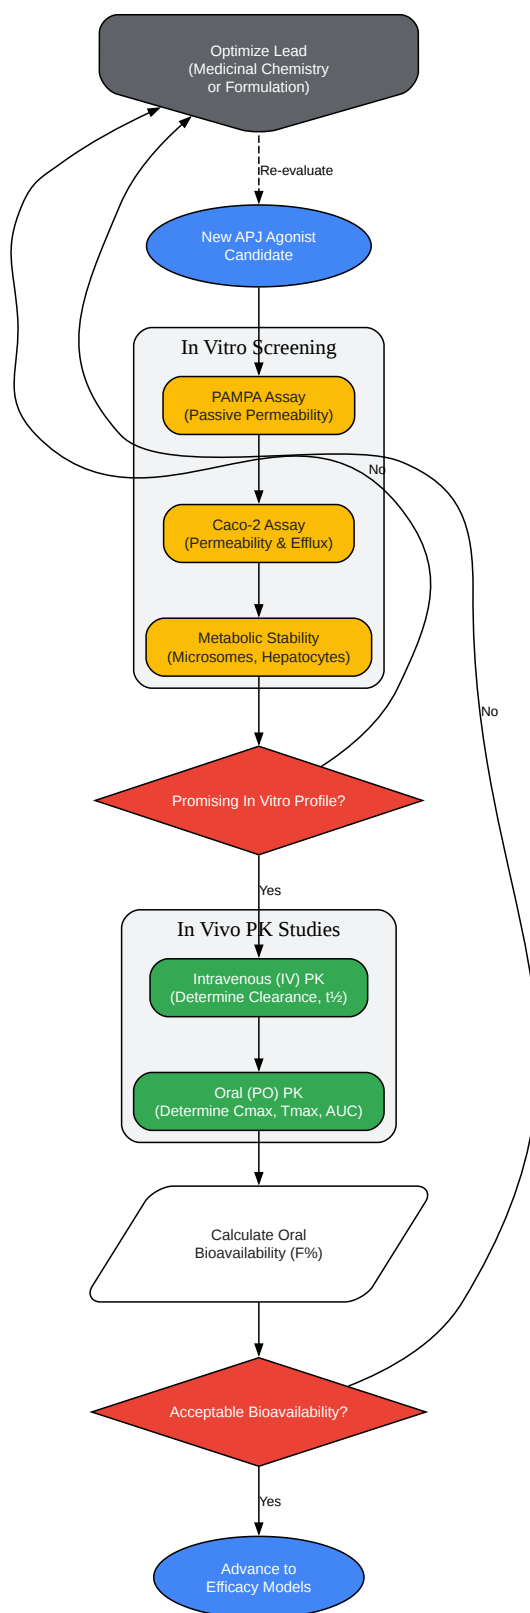 Optimize Lead
(Medicinal Chemistry
or Formulation)
Re-evaluate
New APJ Agonist
Candidate
In Vitro Screening
PAMPA Assay
(Passive Permeability)
No
Caco-2 Assay
(Permeability & Efflux)
Metabolic Stability
(Microsomes, Hepatocytes)
No
Promising In Vitro Profile?
Yes
In Vivo PK Studies
Intravenous (IV) PK
(Determine Clearance, t½)
Oral (PO) PK
(Determine Cmax, Tmax, AUC)
Calculate Oral
Bioavailability (F%)
Acceptable Bioavailability?
Yes
Advance to
Efficacy Models